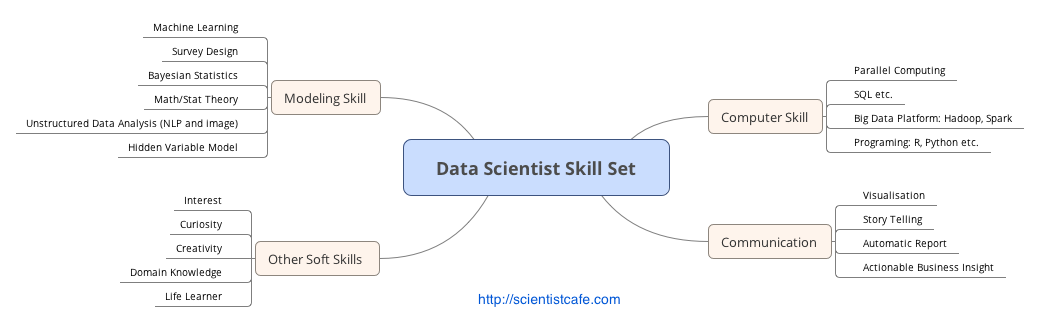 Data Scientist Skill Set
Modeling Skill
Machine Learning
Survey Design
Bayesian Statistics
Math/Stat Theory
Unstructured Data Analysis (NLP and image)
Hidden Variable Model
Computer Skill
Parallel Computing
SQL etc.
Big Data Platform: Hadoop, Spark
Programing: R, Python etc.
Other Soft Skills
Interest
Curiosity
Creativity
Domain Knowledge
Life Learner
Communication
Visualisation
Story Telling
Automatic Report
Actionable Business Insight
http://scientistcafe.com